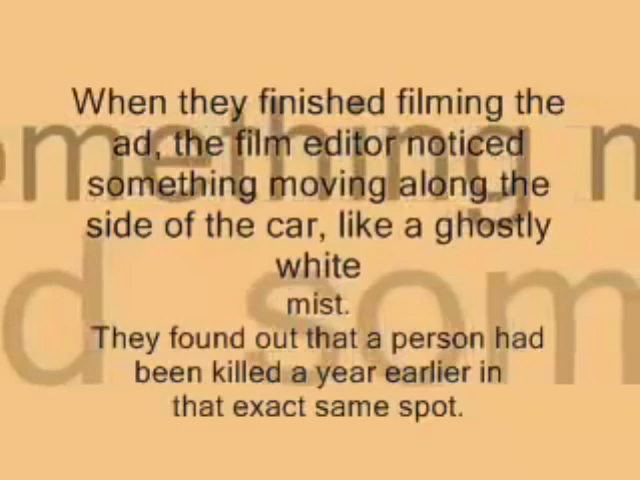 When they finished filming the
ad, the film editor noticed
something moving along the
side of the car, like a ghostly
white
mist.
They found out that a person had
been killed a year earlier in
that exact same spot.